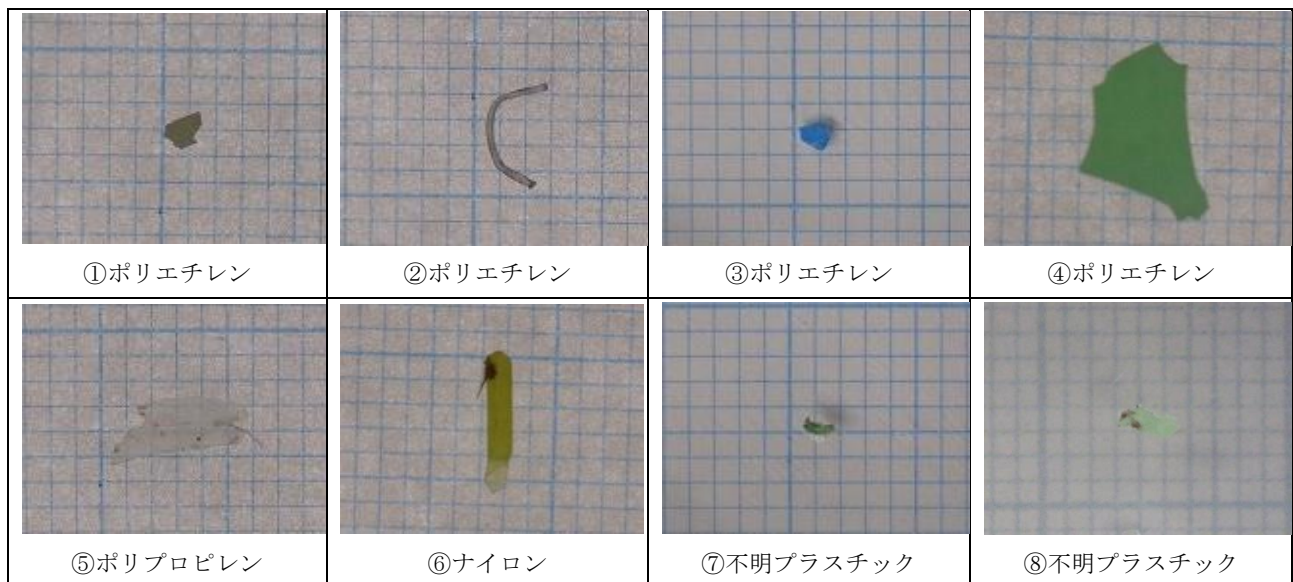 ①ポリエチレン
②ポリエチレン
③ポリエチレン
④ポリエチレン
⑤ポリプロピレン
⑥ナイロン
⑦不明プラスチック
⑧不明プラスチック